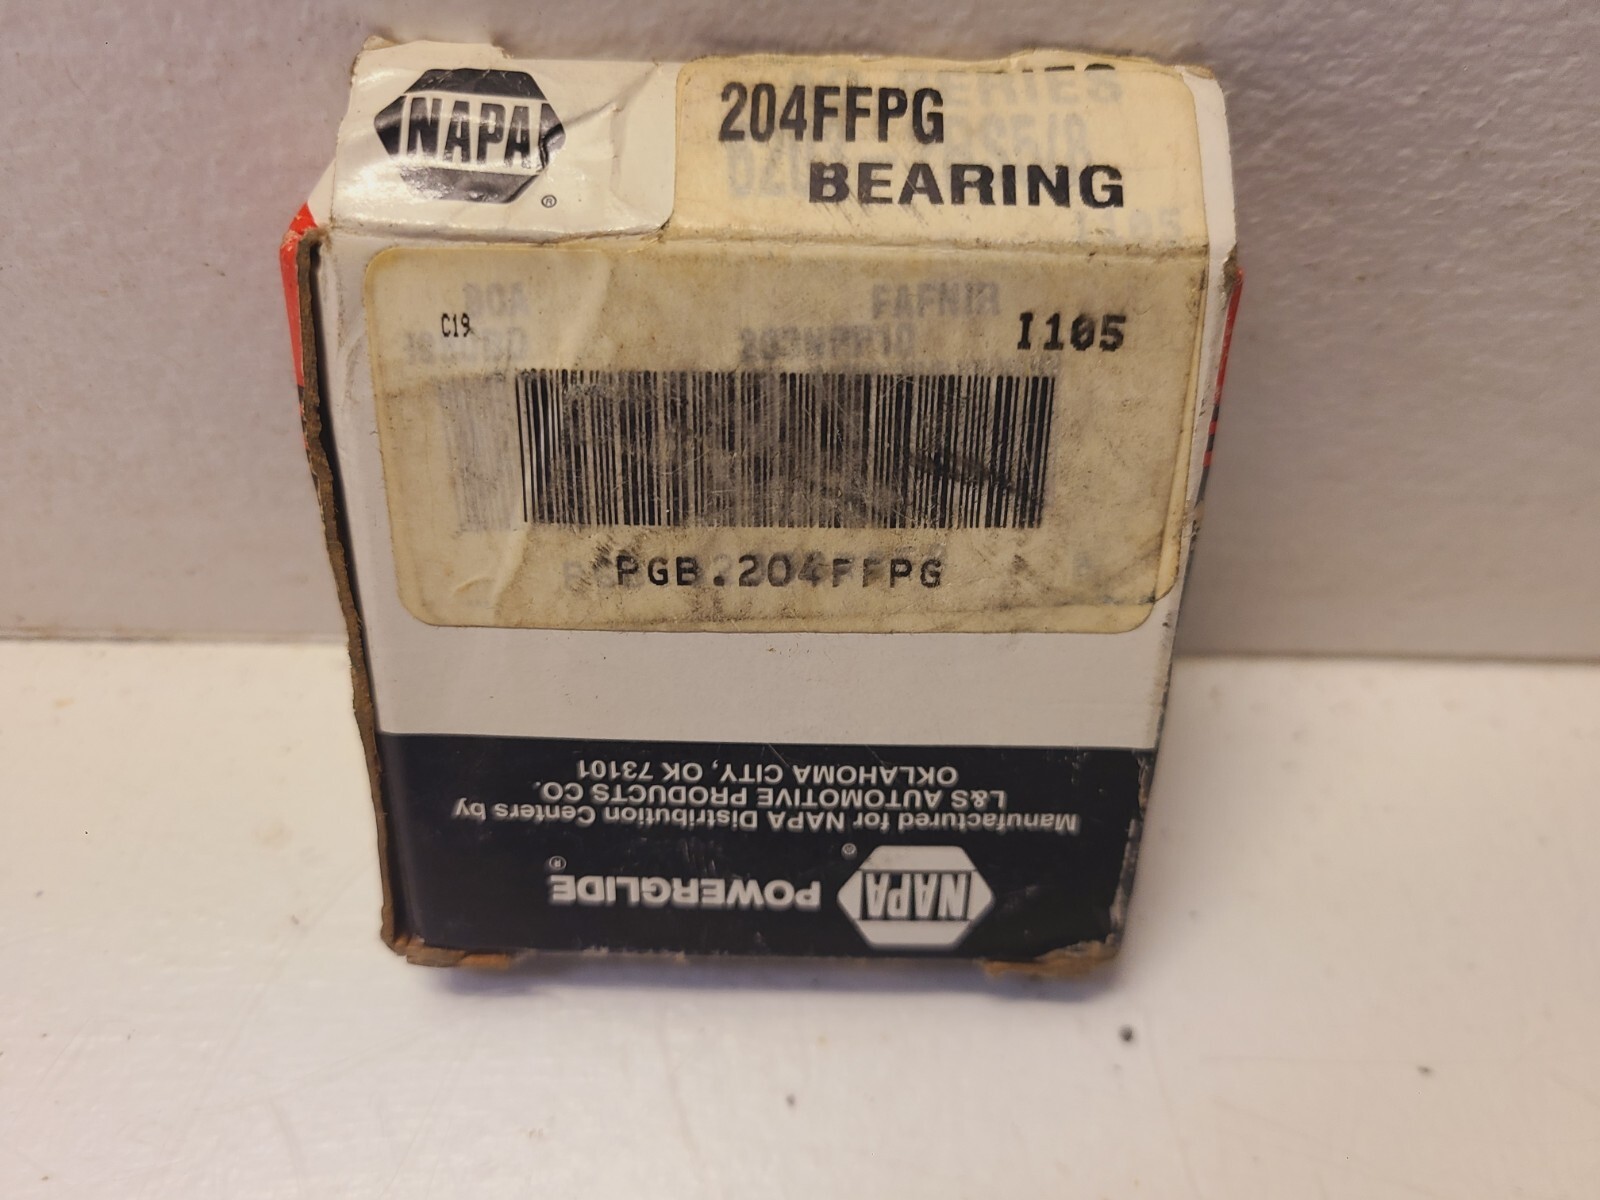 NAPA
®
204FFPG
BEARING
FAFNIR
C19
I105
PGB.204FFPG
NAPA ® POWERGLIDE ®
Manufactured for NAPA Distribution Centers by
L&S AUTOMOTIVE PRODUCTS CO.
OKLAHOMA CITY, OK 73101